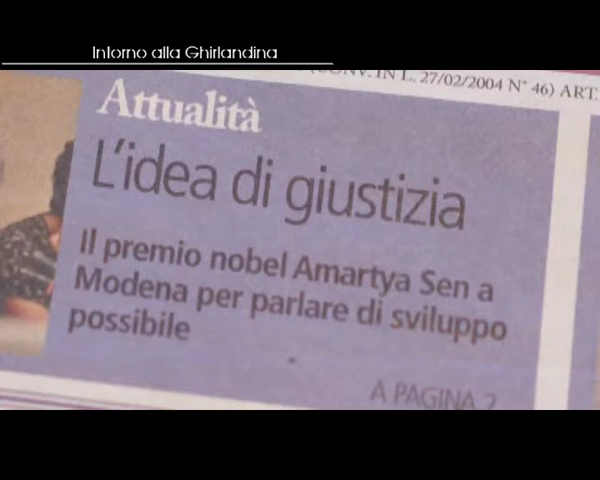 Intorno alla Ghirlandina
(CONV. IN L. 27/02/2004 N° 46) ART.
Attualità
L'idea di giustizia
Il premio nobel Amartya Sen a
Modena per parlare di sviluppo
possibile
A PAGINA 2